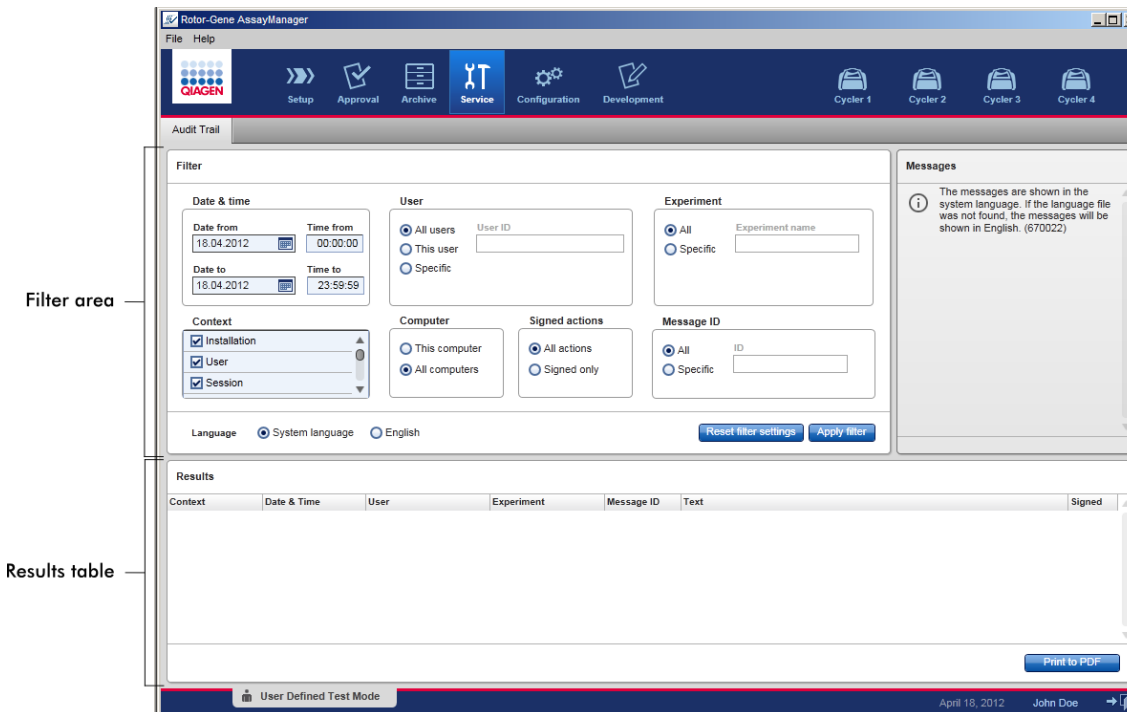 Rotor-Gene AssayManager
File Help
QIAGEN
Setup Approval Archive Service Configuration Development Cycler 1 Cycler 2 Cycler 3 Cycler 4
Audit Trail
Filter
Messages
The messages are shown in the
system language. If the language file
was not found, the messages will be
shown in English. (670022)
Date & time
Date from Time from
18.04.2012 00:00:00
Date to Time to
18.04.2012 23:59:59
User
All users User ID
This user
Specific
Experiment
All Experiment name
Specific
Filter area
Context
Installation
User
Session
Computer
This computer
All computers
Signed actions
All actions
Signed only
Message ID
All ID
Specific
Language System language English Reset filter settings Apply filter
Results
Context Date & Time User Experiment Message ID Text Signed
Results table
Print to PDF
User Defined Test Mode April 18, 2012 John Doe